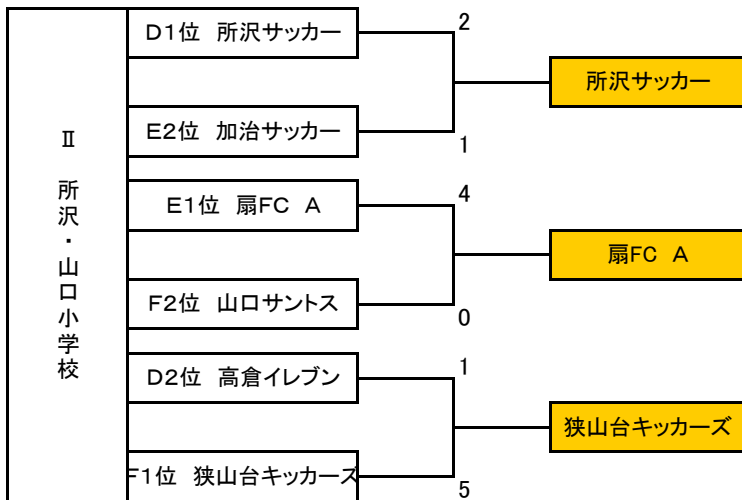 Ⅱ 所沢・山口小学校
D1位 所沢サッカー
2
所沢サッカー
E2位 加治サッカー
1
E1位 扇FC A
4
扇FC A
F2位 山口サントス
0
D2位 高倉イレブン
1
狭山台キッカーズ
F1位 狭山台キッカーズ
5